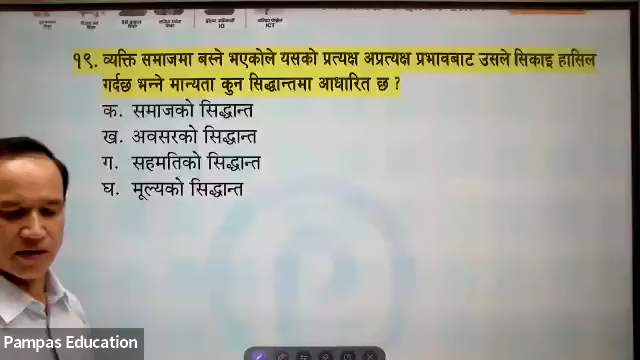 १९. व्यक्ति समाजमा बस्ने भएकोले यसको प्रत्यक्ष अप्रत्यक्ष प्रभावबाट उसले सिकाइ हासिल
गर्दछ भन्ने मान्यता कुन सिद्धान्तमा आधारित छ ?
क. समाजको सिद्धान्त
ख. अवसरको सिद्धान्त
ग. सहमतिको सिद्धान्त
घ. मूल्यको सिद्धान्त
Pampas Education